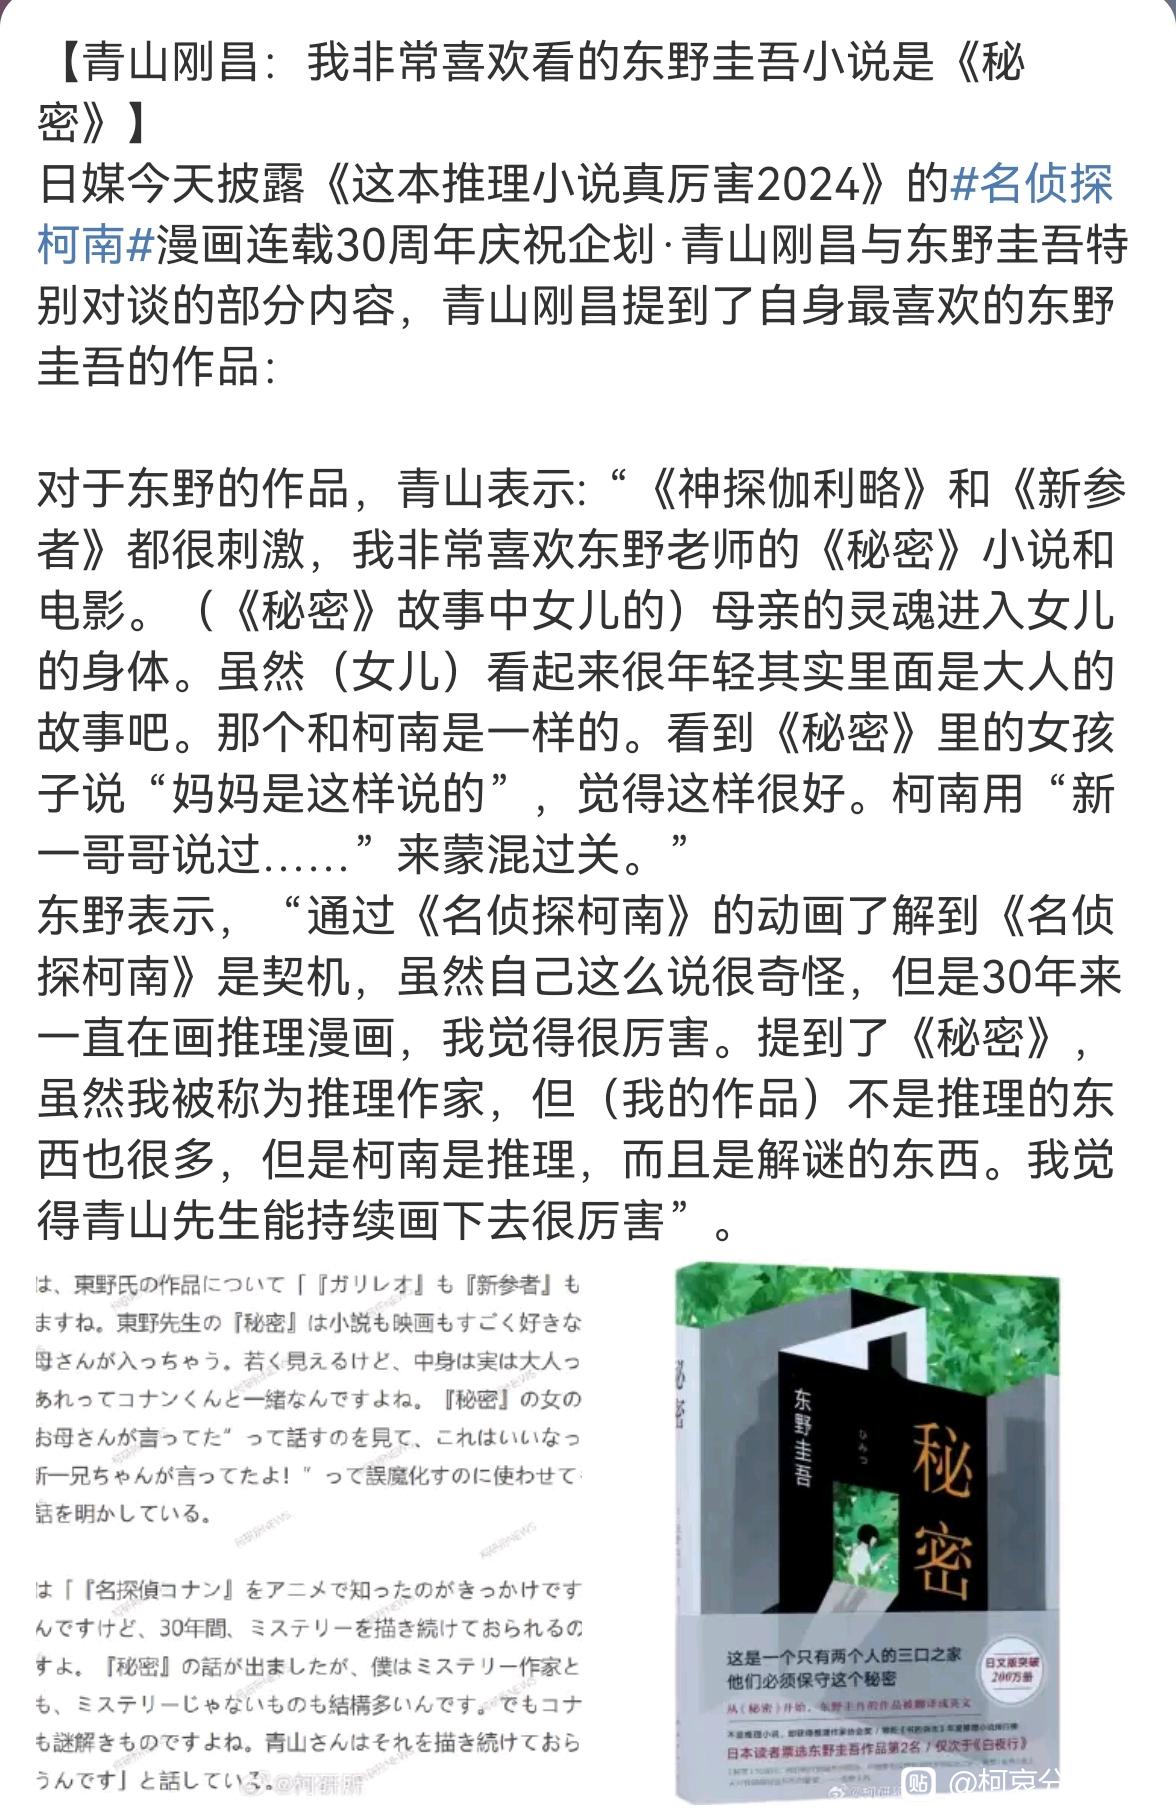 【青山刚昌：我非常喜欢看的东野圭吾小说是《秘
密》】
日媒今天披露《这本推理小说真厉害2024》的#名侦探
柯南#漫画连载30周年庆祝企划·青山刚昌与东野圭吾特
别对谈的部分内容，青山刚昌提到了自身最喜欢的东野
圭吾的作品：
对于东野的作品，青山表示：“《神探伽利略》和《新参
者》都很刺激，我非常喜欢东野老师的《秘密》小说和
电影。（《秘密》故事中女儿的）母亲的灵魂进入女儿
的身体。虽然（女儿）看起来很年轻其实里面是大人的
故事吧。那个和柯南是一样的。看到《秘密》里的女孩
子说“妈妈是这样说的”，觉得这样很好。柯南用“新
一哥哥说过……”来蒙混过关。”
东野表示，“通过《名侦探柯南》的动画了解到《名侦
探柯南》是契机，虽然自己这么说很奇怪，但是30年来
一直在画推理漫画，我觉得很厉害。提到了《秘密》，
虽然我被称为推理作家，但（我的作品）不是推理的东
西也很多，但是柯南是推理，而且是解谜的东西。我觉
得青山先生能持续画下去很厉害”。
は、東野氏の作品について「『ガリレオ』も『新参者』も
ますね。東野先生の『秘密』は小説も映画もすごく好きな
母さんが入っちゃう。若く見えるけど、中身は実は大人っ
あれってコナンくんと一緒なんですよね。『秘密』の女の
お母さんが言ってた”って話すのを見て、これはいいなっ
新一兄ちゃんが言ってたよ！”って誤魔化すのに使わせて
話を明かしている。
は「『名探偵コナン』をアニメで知ったのがきっかけです
んですけど、30年間、ミステリーを描き続けておられるの
すよ。『秘密』の話が出ましたが、僕はミステリー作家と
も、ミステリーじゃないものも結構多いんです。でもコナ
も謎解きものですよね。青山さんはそれを描き続けておら
うんです」と話している。
@柯研所
秘密
东野圭吾
ひみつ
秘密
这是一个只有两个人的三口之家
他们必须保守这个秘密
日文版突破
200万册
从《秘密》开始，东野圭吾的作品被翻译成英文
日本读者票选东野圭吾作品第2名/仅次于《白夜行》
贴 @柯哀分